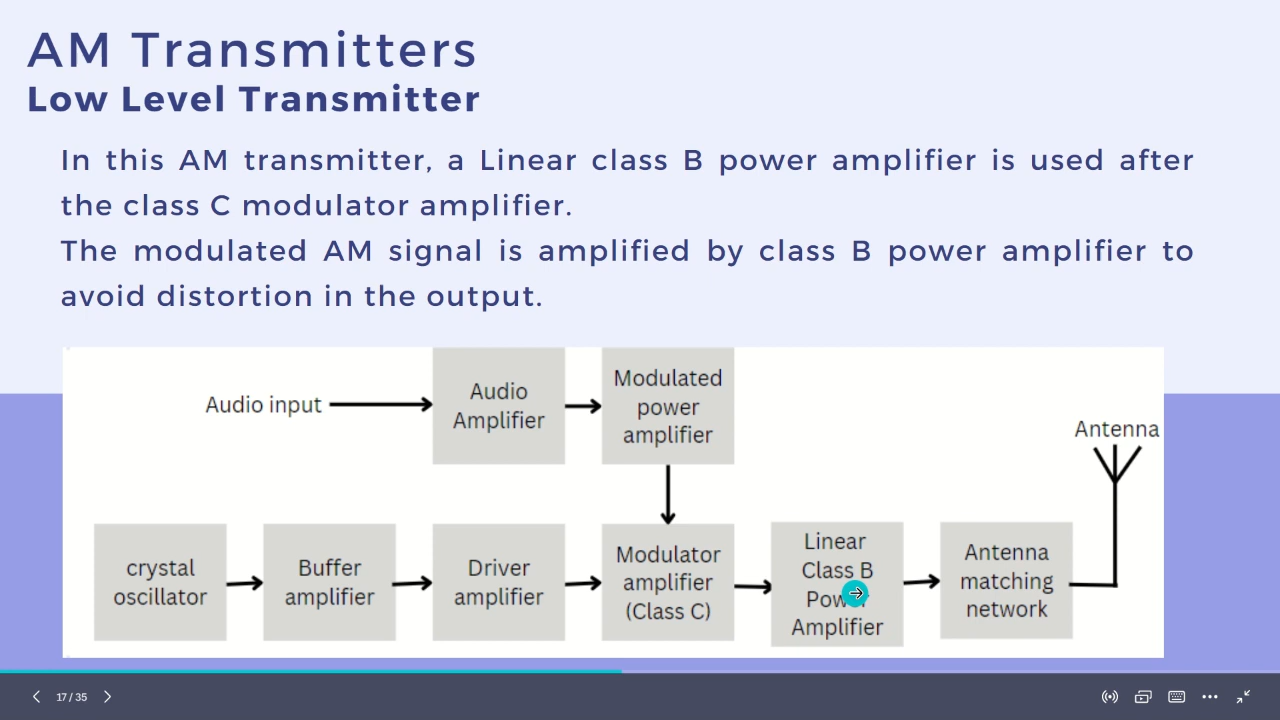 AM Transmitters
Low Level Transmitter
In this AM transmitter, a Linear class B power amplifier is used after
the class C modulator amplifier.
The modulated AM signal is amplified by class B power amplifier to
avoid distortion in the output.
Audio input
Audio
Amplifier
Modulated
power
amplifier
Antenna
crystal
oscillator
Buffer
amplifier
Driver
amplifier
Modulator
amplifier
(Class C)
Linear
Class B
Power
Amplifier
Antenna
matching
network
17 / 35